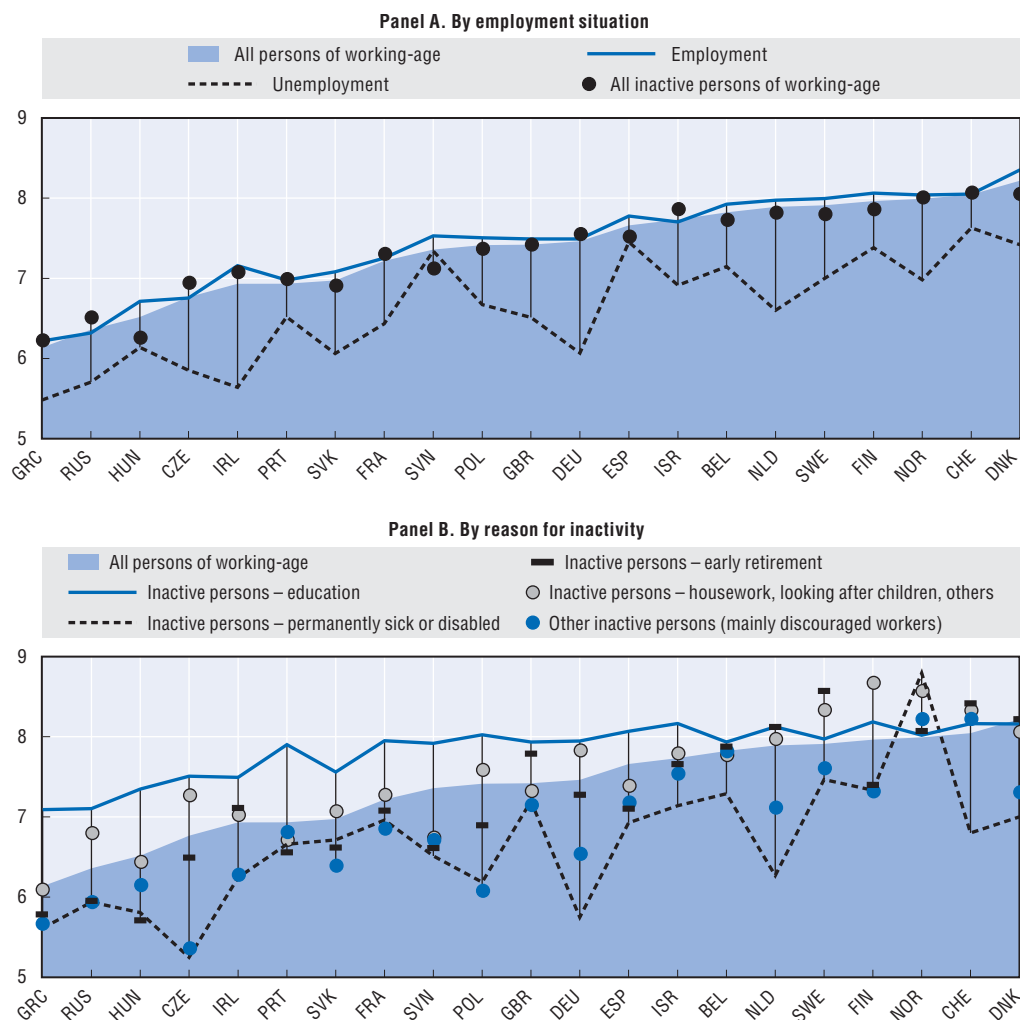 Panel A. By employment situation
All persons of working-age
Employment
Unemployment
All inactive persons of working-age
9
8
7
6
5
GRC RUS HUN CZE IRL PRT SVK FRA SVN POL GBR DEU ESP ISR BEL NLD SWE FIN NOR CHE DNK
Panel B. By reason for inactivity
All persons of working-age
Inactive persons – early retirement
Inactive persons – education
Inactive persons – housework, looking after children, others
Inactive persons – permanently sick or disabled
Other inactive persons (mainly discouraged workers)
9
8
7
6
5
GRC RUS HUN CZE IRL PRT SVK FRA SVN POL GBR DEU ESP ISR BEL NLD SWE FIN NOR CHE DNK